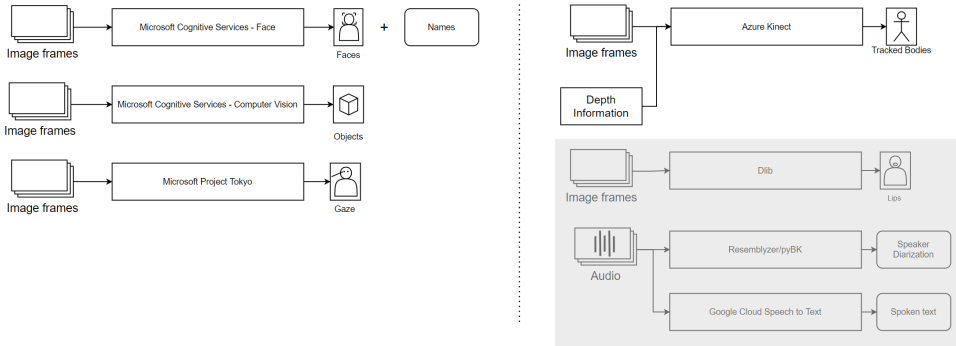 Image frames
Microsoft Cognitive Services - Face
Faces
+
Names
Image frames
Microsoft Cognitive Services - Computer Vision
Objects
Image frames
Microsoft Project Tokyo
Gaze
Image frames
Azure Kinect
Tracked Bodies
Depth
Information
Image frames
Dlib
Lips
Audio
Resemblyzer/pyBK
Speaker
Diarization
Google Cloud Speech to Text
Spoken text